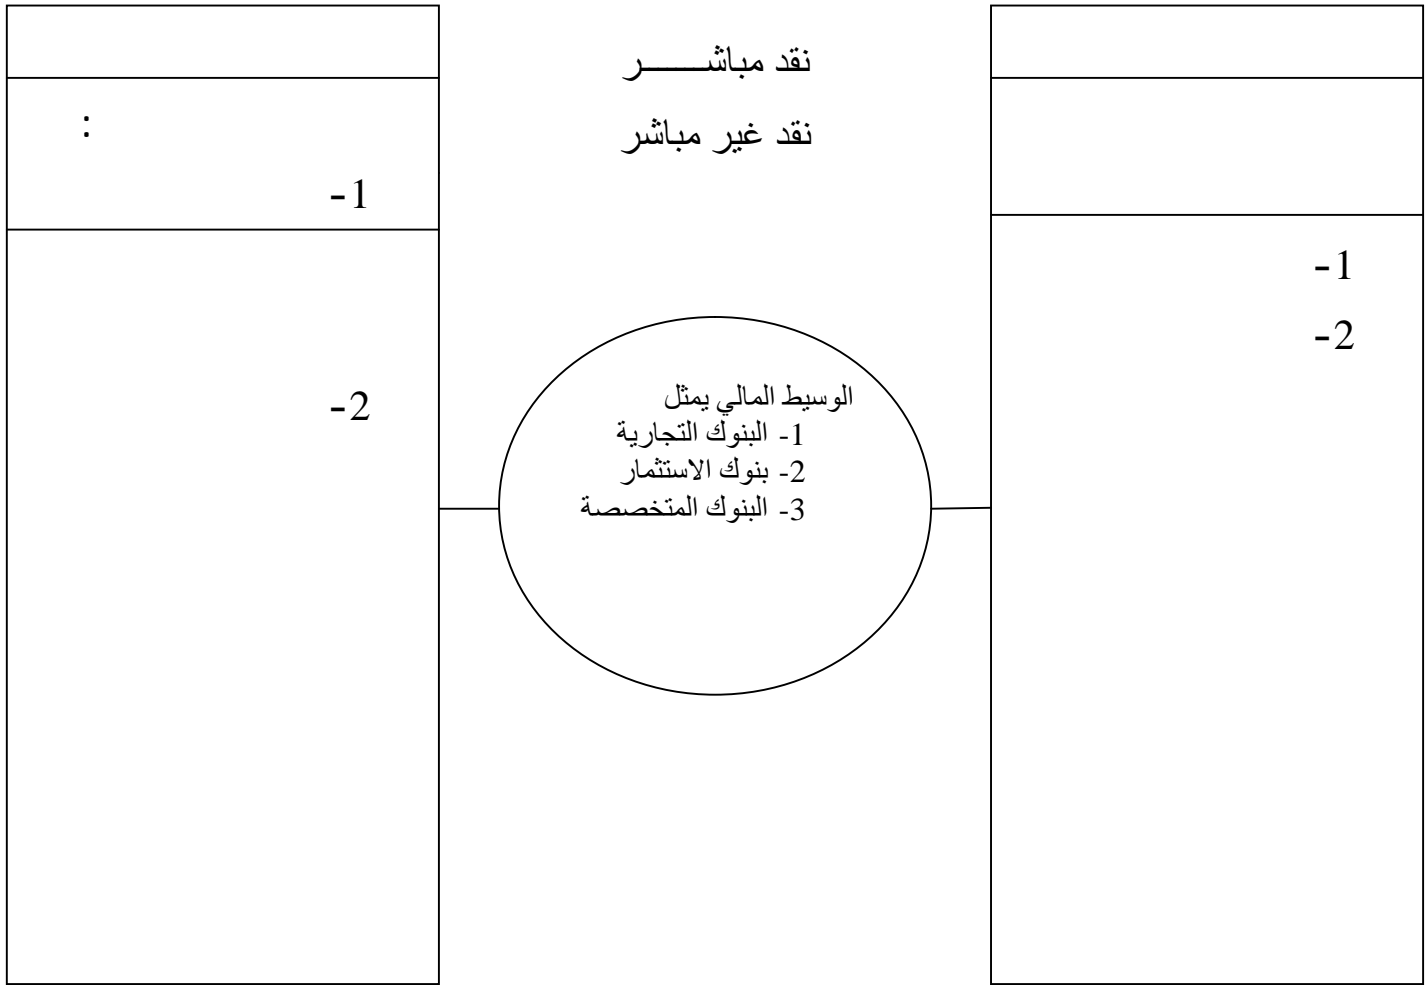 نقد مباشـــــــر
نقد غير مباشر
1-
2-
الوسيط المالي يمثل
1- البنوك التجارية
2- بنوك الاستثمار
3- البنوك المتخصصة
:
1-
2-